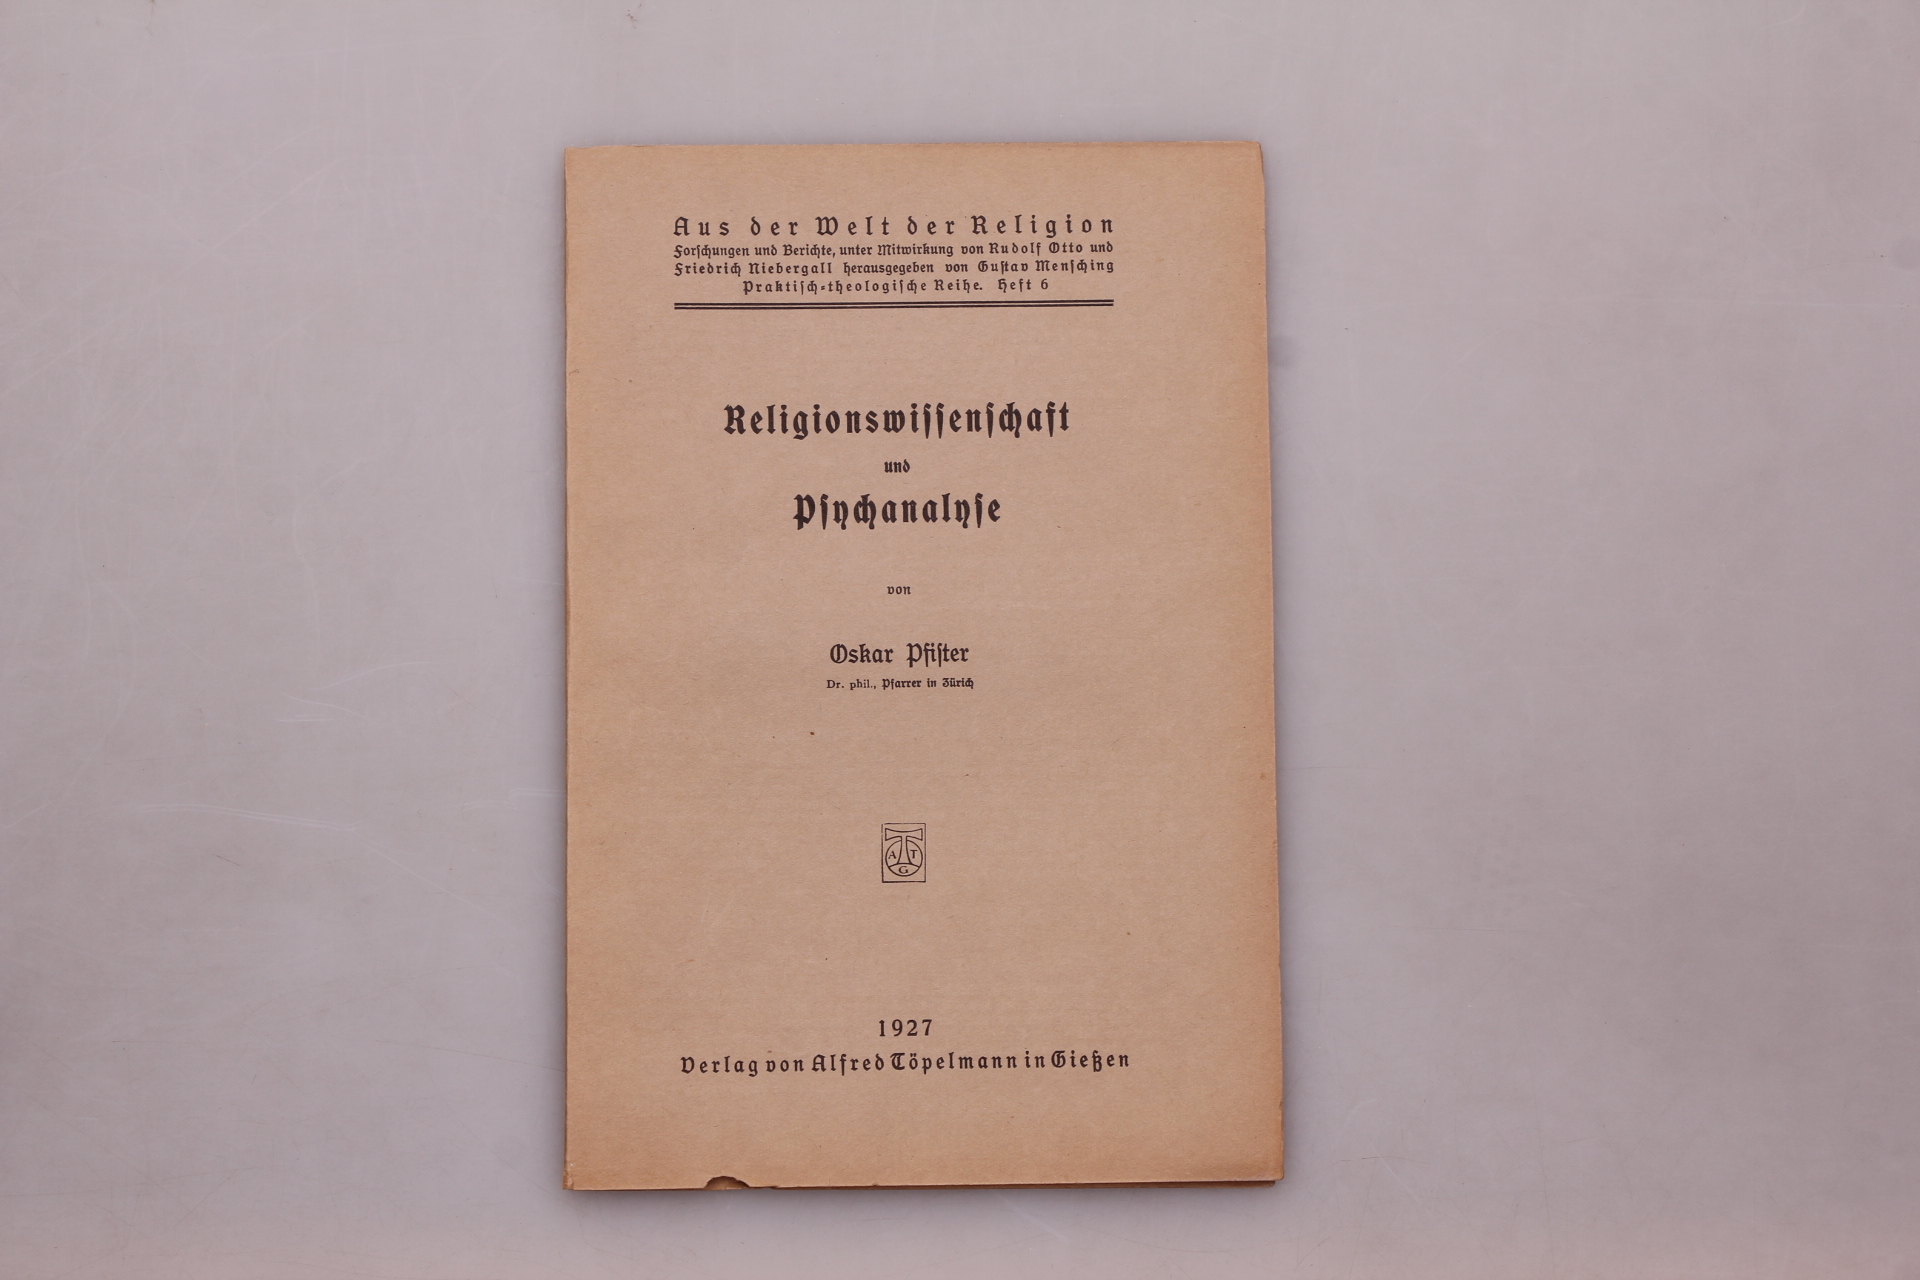 Aus der Welt der Religion
Forſchungen und Berichte, unter Mitwirkung von Rudolf Otto und
Friedrich Niebergall herausgegeben von Guſtav Menſching
Praktiſch-theologiſche Reihe. Heft 6
Religionswiſſenſchaft
und
Pſychanalyſe
von
Oskar Pfiſter
Dr. phil., Pfarrer in Zürich
A T
G
1927
Verlag von Alfred Töpelmann in Gießen